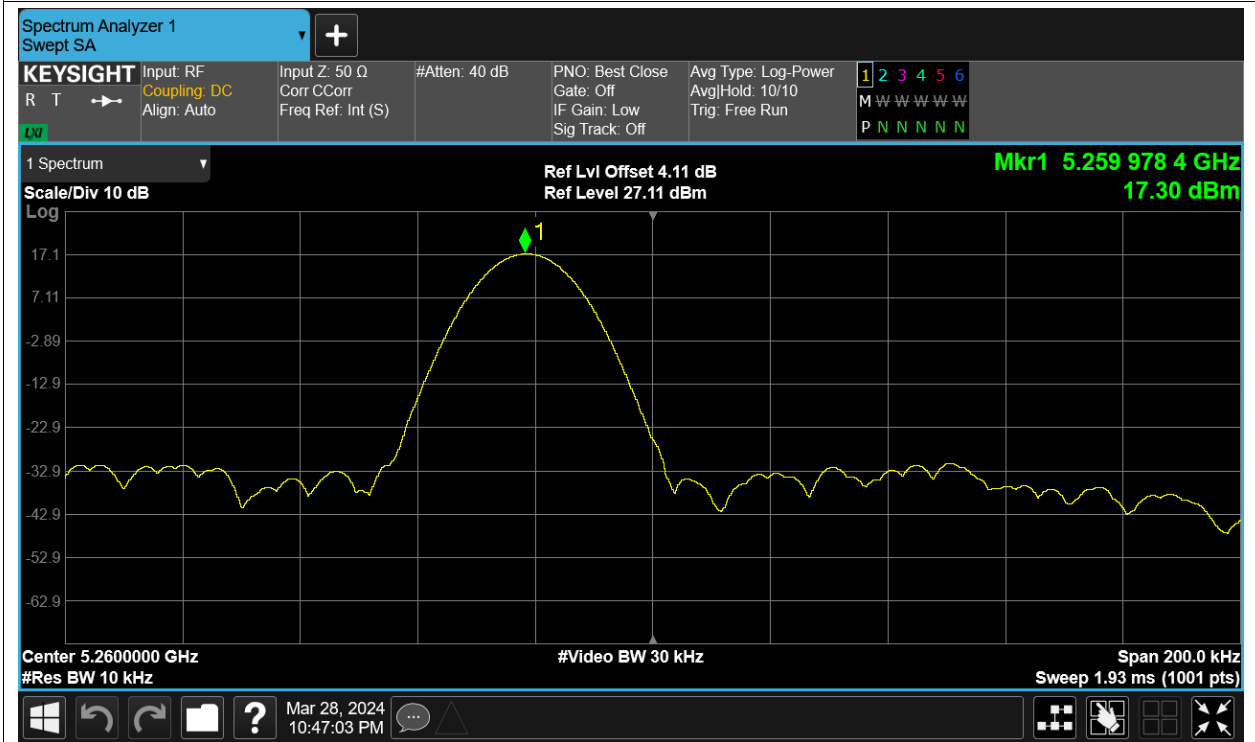 Spectrum Analyzer 1
Swept SA
+
KEYSIGHT
R T
LXI
Input: RF
Coupling: DC
Align: Auto
Input Z: 50 Ω
Corr CCorr
Freq Ref: Int (S)
#Atten: 40 dB
PNO: Best Close
Gate: Off
IF Gain: Low
Sig Track: Off
Avg Type: Log-Power
Avg|Hold: 10/10
Trig: Free Run
1 2 3 4 5 6
M W W W W W
P N N N N N
1 Spectrum
Scale/Div 10 dB
Log
Ref Lvl Offset 4.11 dB
Ref Level 27.11 dBm
Mkr1 5.259 978 4 GHz
17.30 dBm
1
17.1
7.11
-2.89
-12.9
-22.9
-32.9
-42.9
-52.9
-62.9
Center 5.2600000 GHz
#Video BW 30 kHz
Span 200.0 kHz
#Res BW 10 kHz
Sweep 1.93 ms (1001 pts)
?
Mar 28, 2024
10:47:03 PM